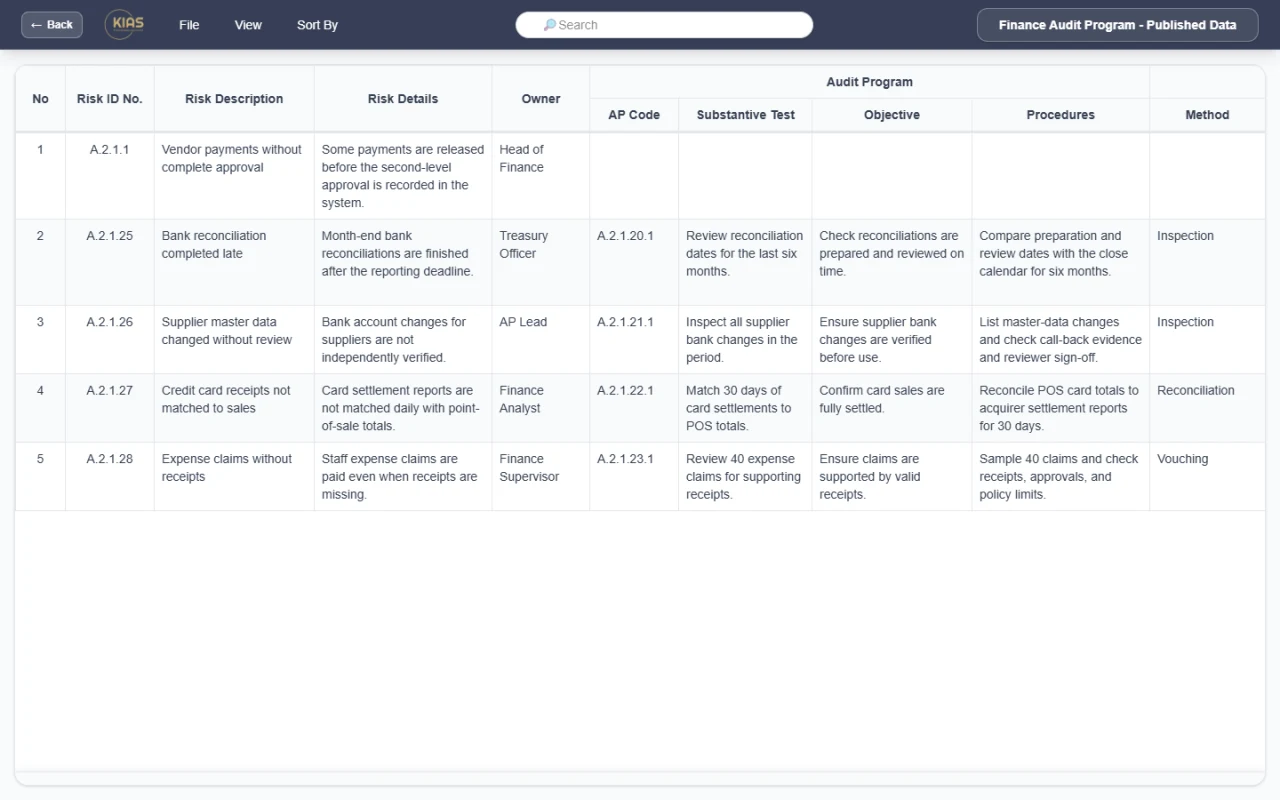 ← Back
KIAS
File
View
Sort By
Search
Finance Audit Program - Published Data
No
Risk ID No.
Risk Description
Risk Details
Owner
Audit Program
AP Code
Substantive Test
Objective
Procedures
Method
1
A.2.1.1
Vendor payments without
complete approval
Some payments are released
before the second-level
approval is recorded in the
system.
Head of
Finance
2
A.2.1.25
Bank reconciliation
completed late
Month-end bank
reconciliations are finished
after the reporting deadline.
Treasury
Officer
A.2.1.20.1
Review reconciliation
dates for the last six
months.
Check reconciliations are
prepared and reviewed on
time.
Compare preparation and
review dates with the close
calendar for six months.
Inspection
3
A.2.1.26
Supplier master data
changed without review
Bank account changes for
suppliers are not
independently verified.
AP Lead
A.2.1.21.1
Inspect all supplier
bank changes in the
period.
Ensure supplier bank
changes are verified
before use.
List master-data changes
and check call-back evidence
and reviewer sign-off.
Inspection
4
A.2.1.27
Credit card receipts not
matched to sales
Card settlement reports are
not matched daily with point-
of-sale totals.
Finance
Analyst
A.2.1.22.1
Match 30 days of
card settlements to
POS totals.
Confirm card sales are
fully settled.
Reconcile POS card totals to
acquirer settlement reports
for 30 days.
Reconciliation
5
A.2.1.28
Expense claims without
receipts
Staff expense claims are
paid even when receipts are
missing.
Finance
Supervisor
A.2.1.23.1
Review 40 expense
claims for supporting
receipts.
Ensure claims are
supported by valid
receipts.
Sample 40 claims and check
receipts, approvals, and
policy limits.
Vouching